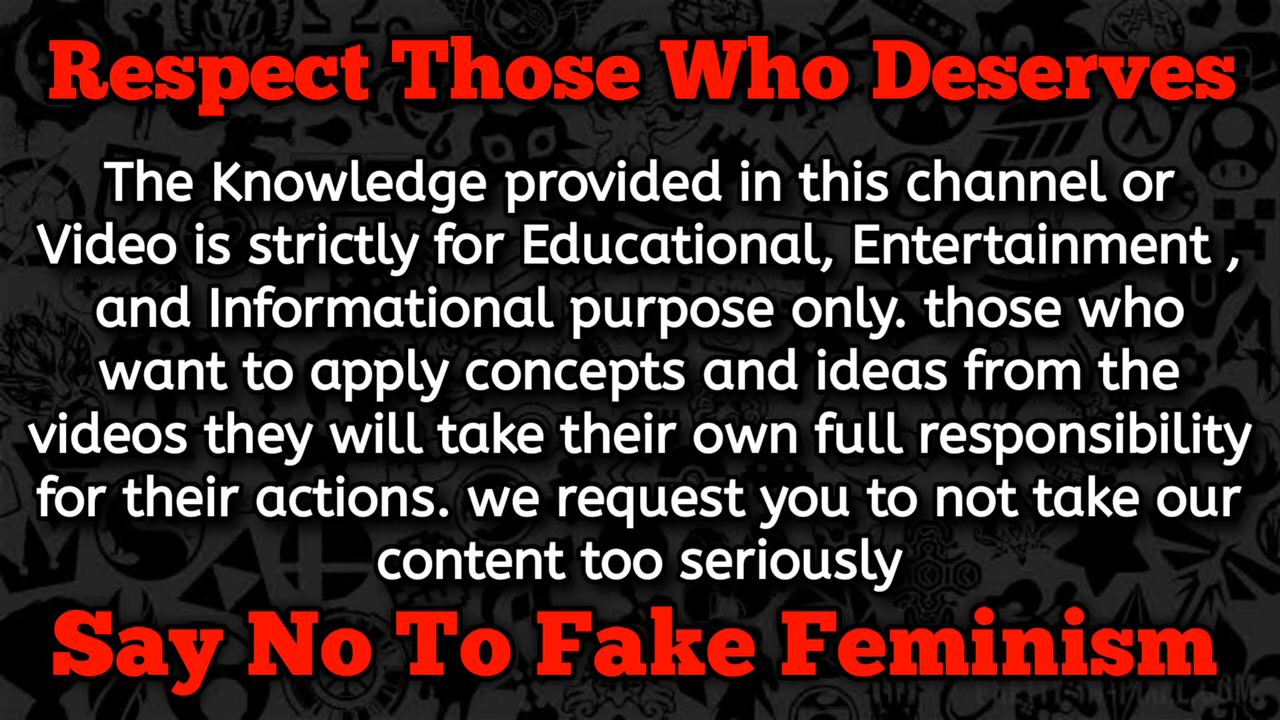 Respect Those Who Deserves
The Knowledge provided in this channel or
Video is strictly for Educational, Entertainment ,
and Informational purpose only. those who
want to apply concepts and ideas from the
videos they will take their own full responsibility
for their actions. we request you to not take our
content too seriously
Say No To Fake Feminism